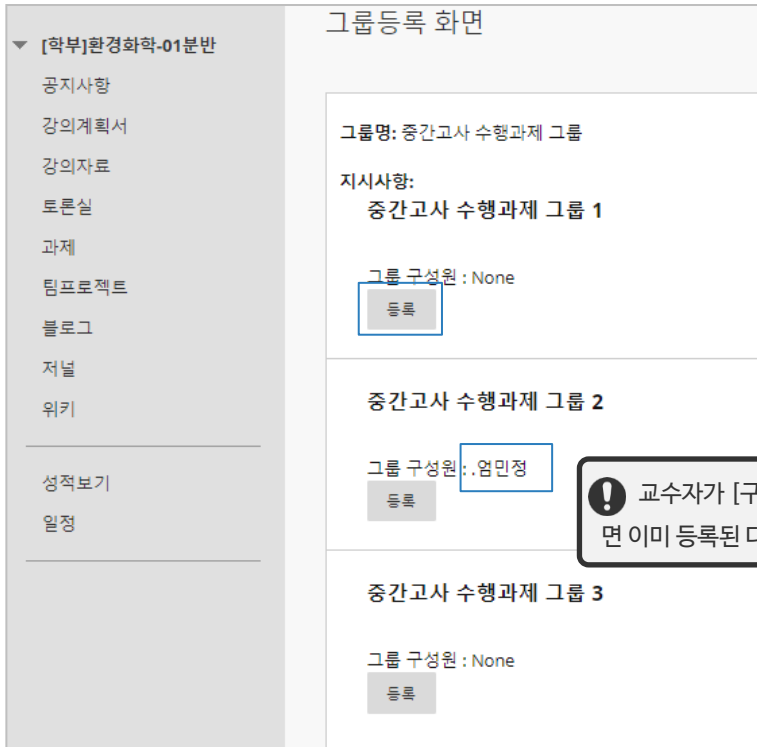 [학부]환경화학-01분반
공지사항
강의계획서
강의자료
토론실
과제
팀프로젝트
블로그
저널
위키
성적보기
일정
그룹등록 화면
그룹명: 중간고사 수행과제 그룹
지시사항:
중간고사 수행과제 그룹 1
그룹 구성원 : None
등록
중간고사 수행과제 그룹 2
그룹 구성원 : .엄민정
등록
교수자가 [구
면 이미 등록된
중간고사 수행과제 그룹 3
그룹 구성원 : None
등록